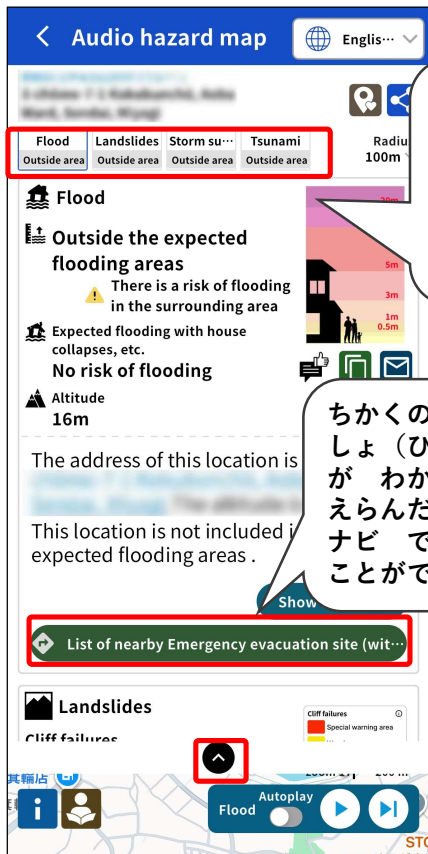 Audio hazard map
Englis…
Flood
Landslides
Storm su…
Tsunami
Outside area
Outside area
Outside area
Outside area
Radiu
100m
Flood
Outside the expected
flooding areas
There is a risk of flooding
in the surrounding area
Expected flooding with house
collapses, etc.
No risk of flooding
Altitude
16m
20m
5m
3m
1m
0.5m
The address of this location is
This location is not included i
expected flooding areas .
ちかくの
しょ（ひ
が わか
えらんだ
ナビ で
ことがで
Show
List of nearby Emergency evacuation site (wit…
Landslides
Cliff failures
Cliff failures
Special warning area
箕輪店
Flood
Autoplay
STO